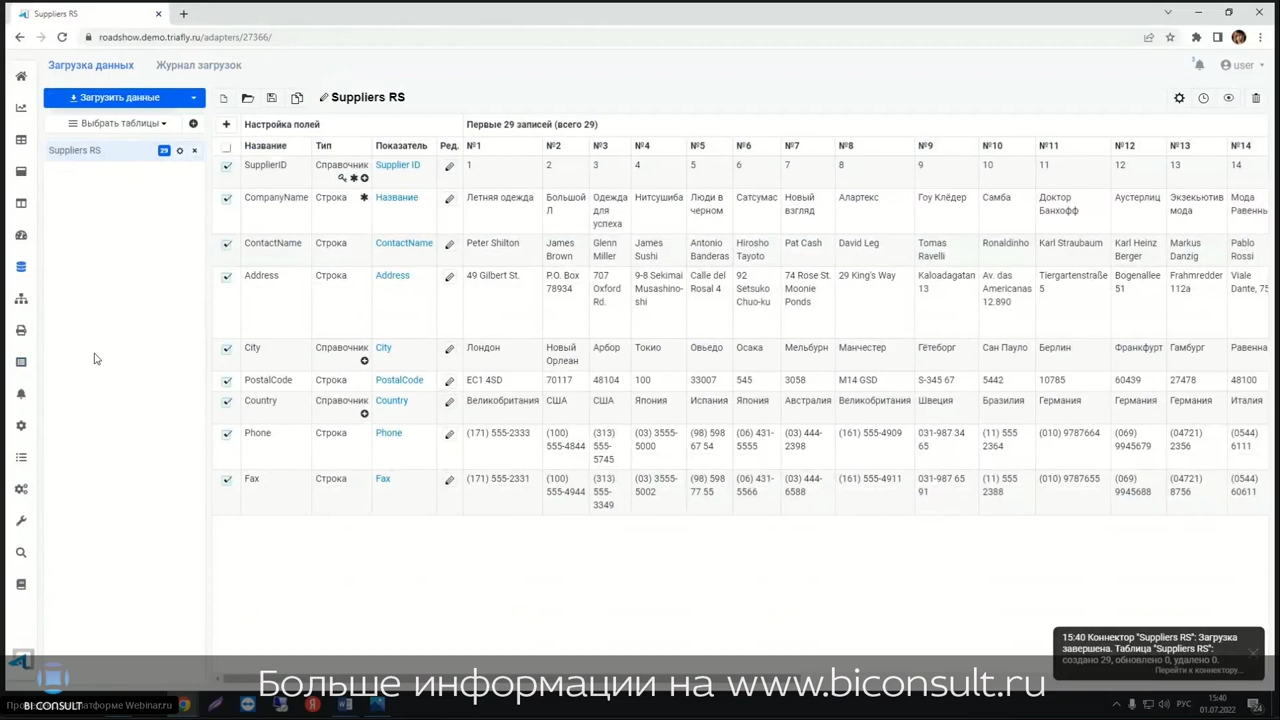 Suppliers RS
roadshow.demo.triafly.ru/adapters/27366/
Загрузка данных Журнал загрузок
3
user
Загрузить данные
Suppliers RS
Выбрать таблицы
Настройка полей Первые 29 записей (всего 29)
Название Тип Показатель Ред. №1 №2 №3 №4 №5 №6 №7 №8 №9 №10 №11 №12 №13 №14
Suppliers RS 29
SupplierID Справочник Supplier ID 1 2 3 4 5 6 7 8 9 10 11 12 13 14
CompanyName Строка Название Летняя одежда Большой Л Одежда для успеха Нитсушиба Люди в черном Сатсумас Новый взгляд Алартекс Гоу Клёдер Самба Доктор Банхофф Аустерлиц Экзекьютив мода Мода Равенны
ContactName Строка ContactName Peter Shilton James Brown Glenn Miller James Sushi Antonio Banderas Hirosho Tayoto Pat Cash David Leg Tomas Ravelli Ronaldinho Karl Straubaum Karl Heinz Berger Markus Danzig Pablo Rossi
Address Строка Address 49 Gilbert St. P.O. Box 78934 707 Oxford Rd. 9-8 Sekimai Musashino-shi Calle del Rosal 4 92 Setsuko Chuo-ku 74 Rose St. Moonie Ponds 29 King's Way Kaloadagatan 13 Av. das Americanas 12.890 Tiergartenstraße 5 Bogenallee 51 Frahmredder 112a Viale Dante, 75
City Справочник City Лондон Новый Орлеан Арбор Токио Овьедо Осака Мельбурн Манчестер Гётеборг Сан Пауло Берлин Франкфурт Гамбург Равенна
PostalCode Строка PostalCode EC1 4SD 70117 48104 100 33007 545 3058 M14 GSD S-345 67 5442 10785 60439 27478 48100
Country Справочник Country Великобритания США США Япония Испания Япония Австралия Великобритания Швеция Бразилия Германия Германия Германия Италия
Phone Строка Phone (171) 555-2333 (100) 555-4844 (313) 555-5745 (03) 3555-5000 (98) 598 67 54 (06) 431-5555 (03) 444-2398 (161) 555-4909 031-987 34 65 (11) 555 2364 (010) 9787664 (069) 9945679 (04721) 2356 (0544) 6111
Fax Строка Fax (171) 555-2331 (100) 555-4944 (313) 555-3349 (03) 3555-5002 (98) 598 77 55 (06) 431-5566 (03) 444-6588 (161) 555-4911 031-987 65 91 (11) 555 2388 (010) 9787655 (069) 9945688 (04721) 8756 (0544) 60611
15:40 Коннектор "Suppliers RS": Загрузка
завершена. Таблица "Suppliers RS":
создано 29, обновлено 0, удалено 0.
Перейти к коннектору...
Больше информации на www.biconsult.ru
BI CONSULT
платформе Webinar.ru
РУС
15:40
01.07.2022
24